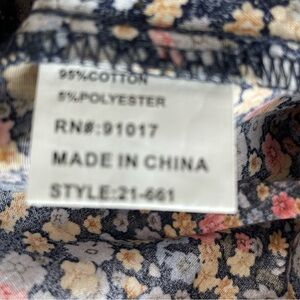 95%COTTON
5%POLYESTER
RN#:91017
MADE IN CHINA
STYLE:21-661